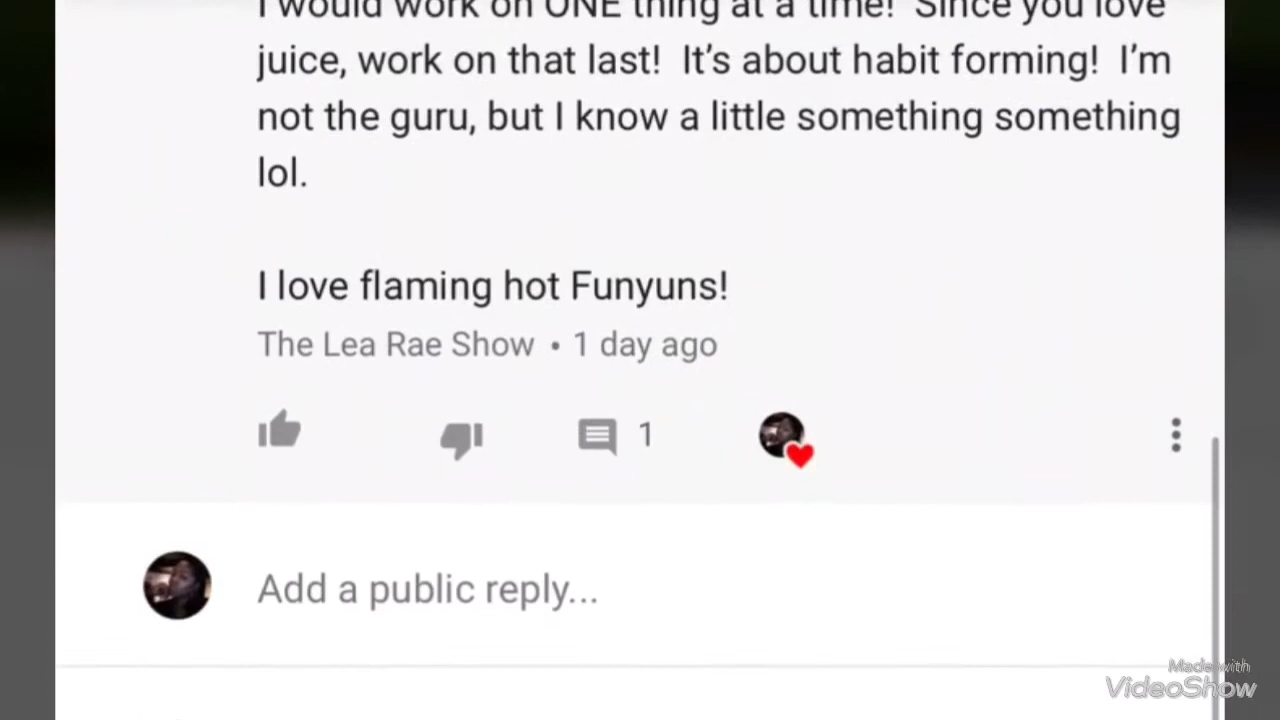 I would work on ONE thing at a time!  Since you love
juice, work on that last!  It’s about habit forming!  I’m
not the guru, but I know a little something something
lol.
I love flaming hot Funyuns!
The Lea Rae Show • 1 day ago
1
Add a public reply...
Made with
VideoShow